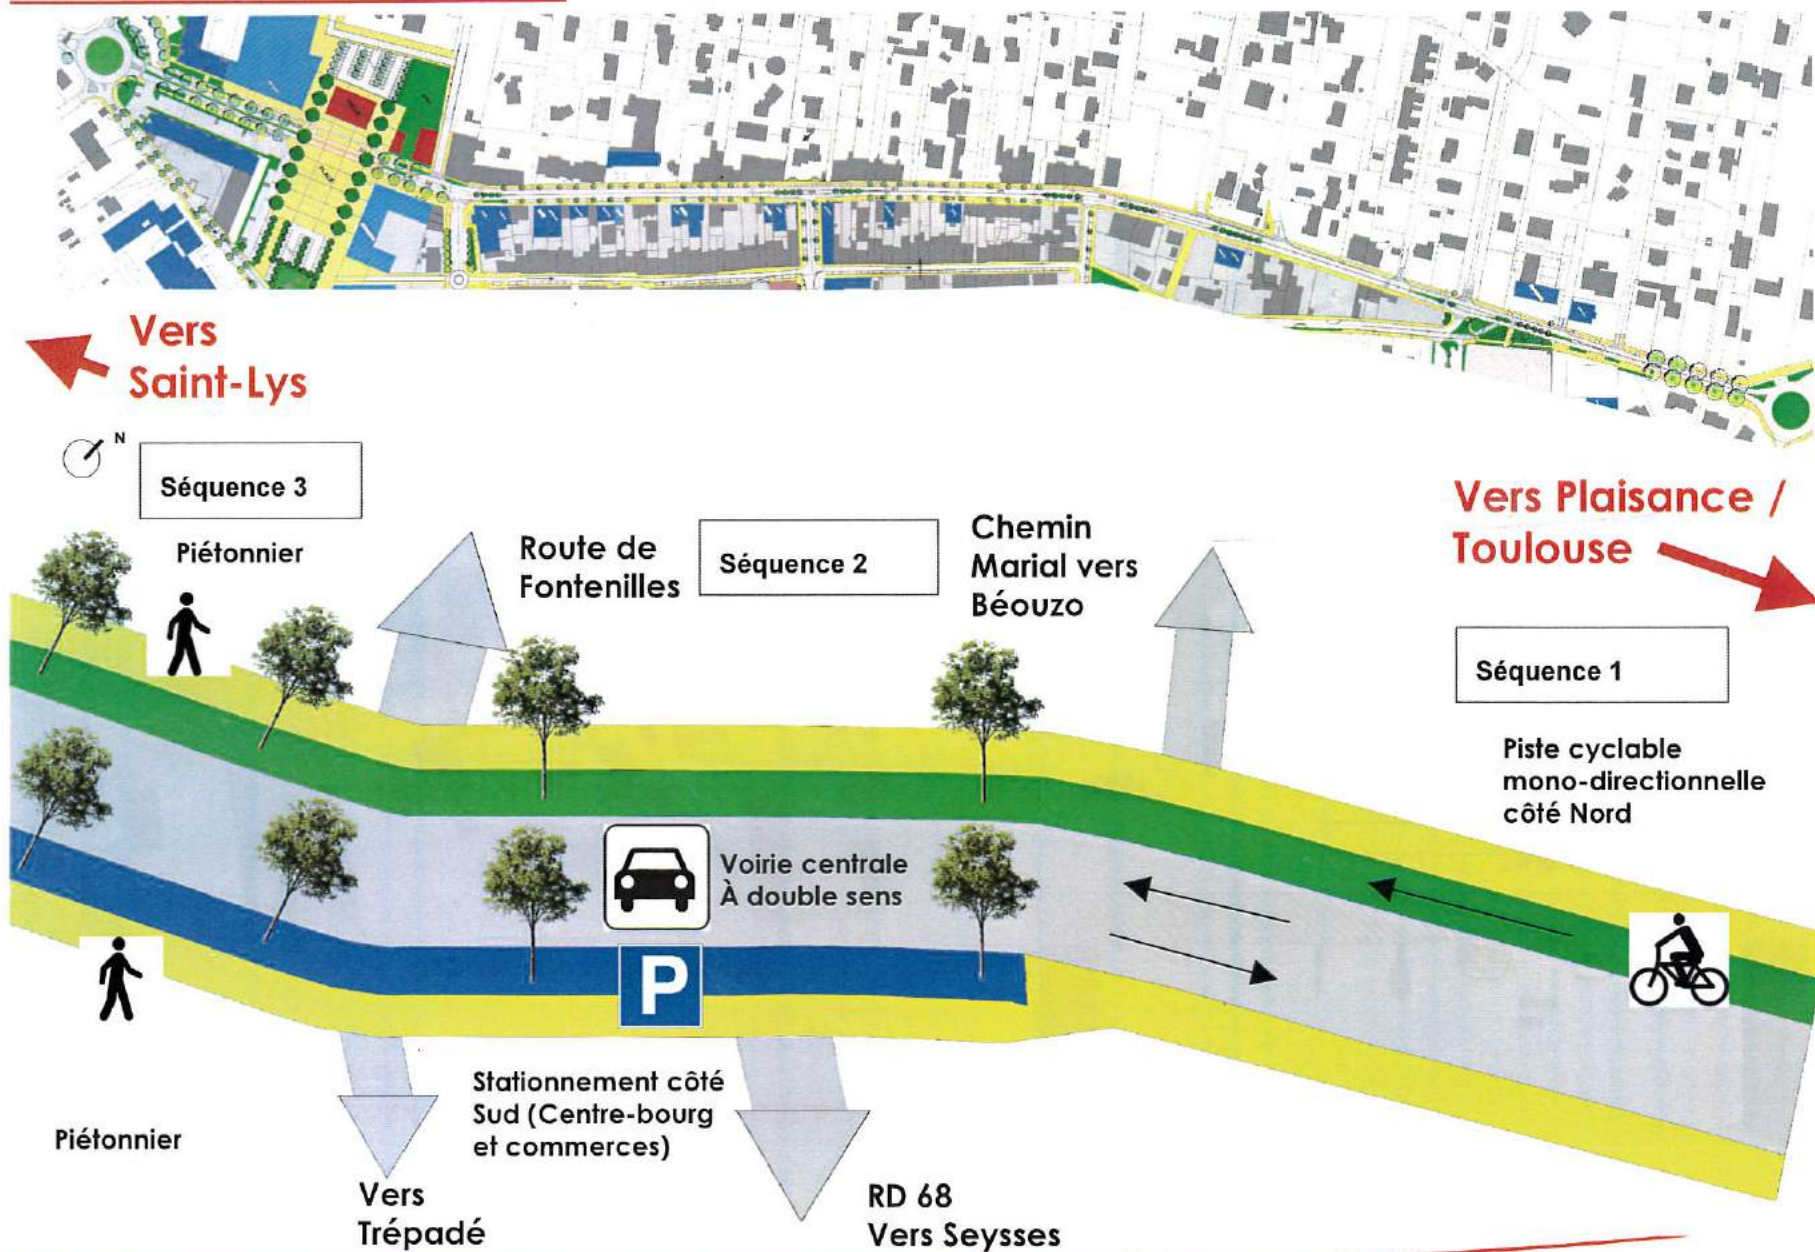 Vers
Saint-Lys
N
Séquence 3
Piétonnier
Route de
Fontenilles
Séquence 2
Chemin
Marial vers
Béouzo
Vers Plaisance /
Toulouse
Séquence 1
Piste cyclable
mono-directionnelle
côté Nord
Voirie centrale
À double sens
P
Stationnement côté
Sud (Centre-bourg
et commerces)
Piétonnier
Vers
Trépadé
RD 68
Vers Seysses